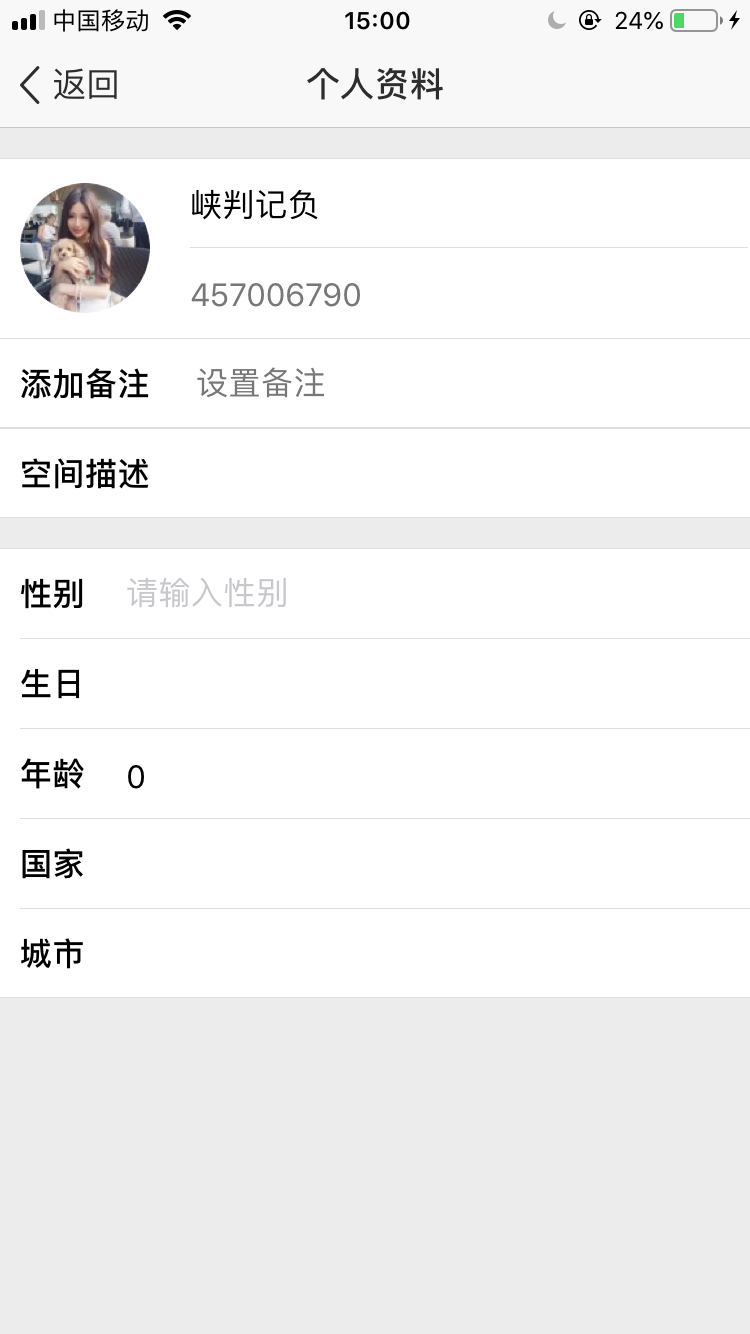 中国移动 15:00 24%
返回 个人资料
峡判记负
457006790
添加备注 设置备注
空间描述
性别 请输入性别
生日
年龄 0
国家
城市